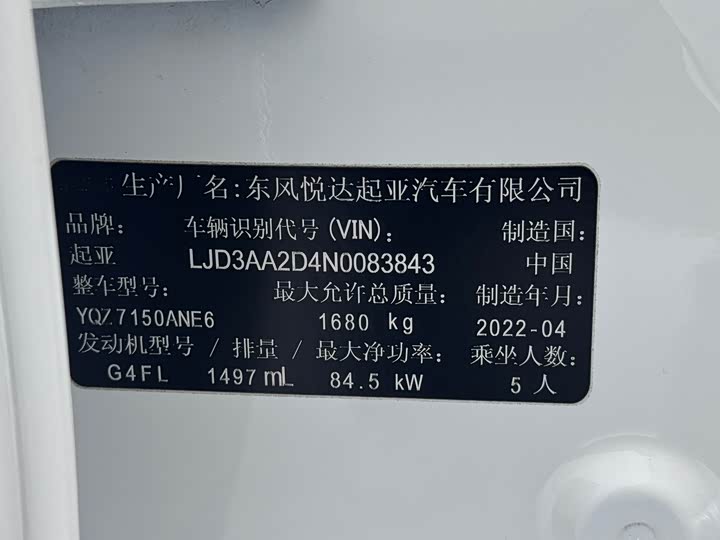 生产厂名:东风悦达起亚汽车有限公司
品牌: 车辆识别代号(VIN): 制造国:
起亚 LJD3AA2D4N0083843 中国
整车型号: 最大允许总质量: 制造年月:
YQZ7150ANE6 1680 kg 2022-04
发动机型号 / 排量 / 最大净功率: 乘坐人数:
G4FL 1497mL 84.5 kW 5 人